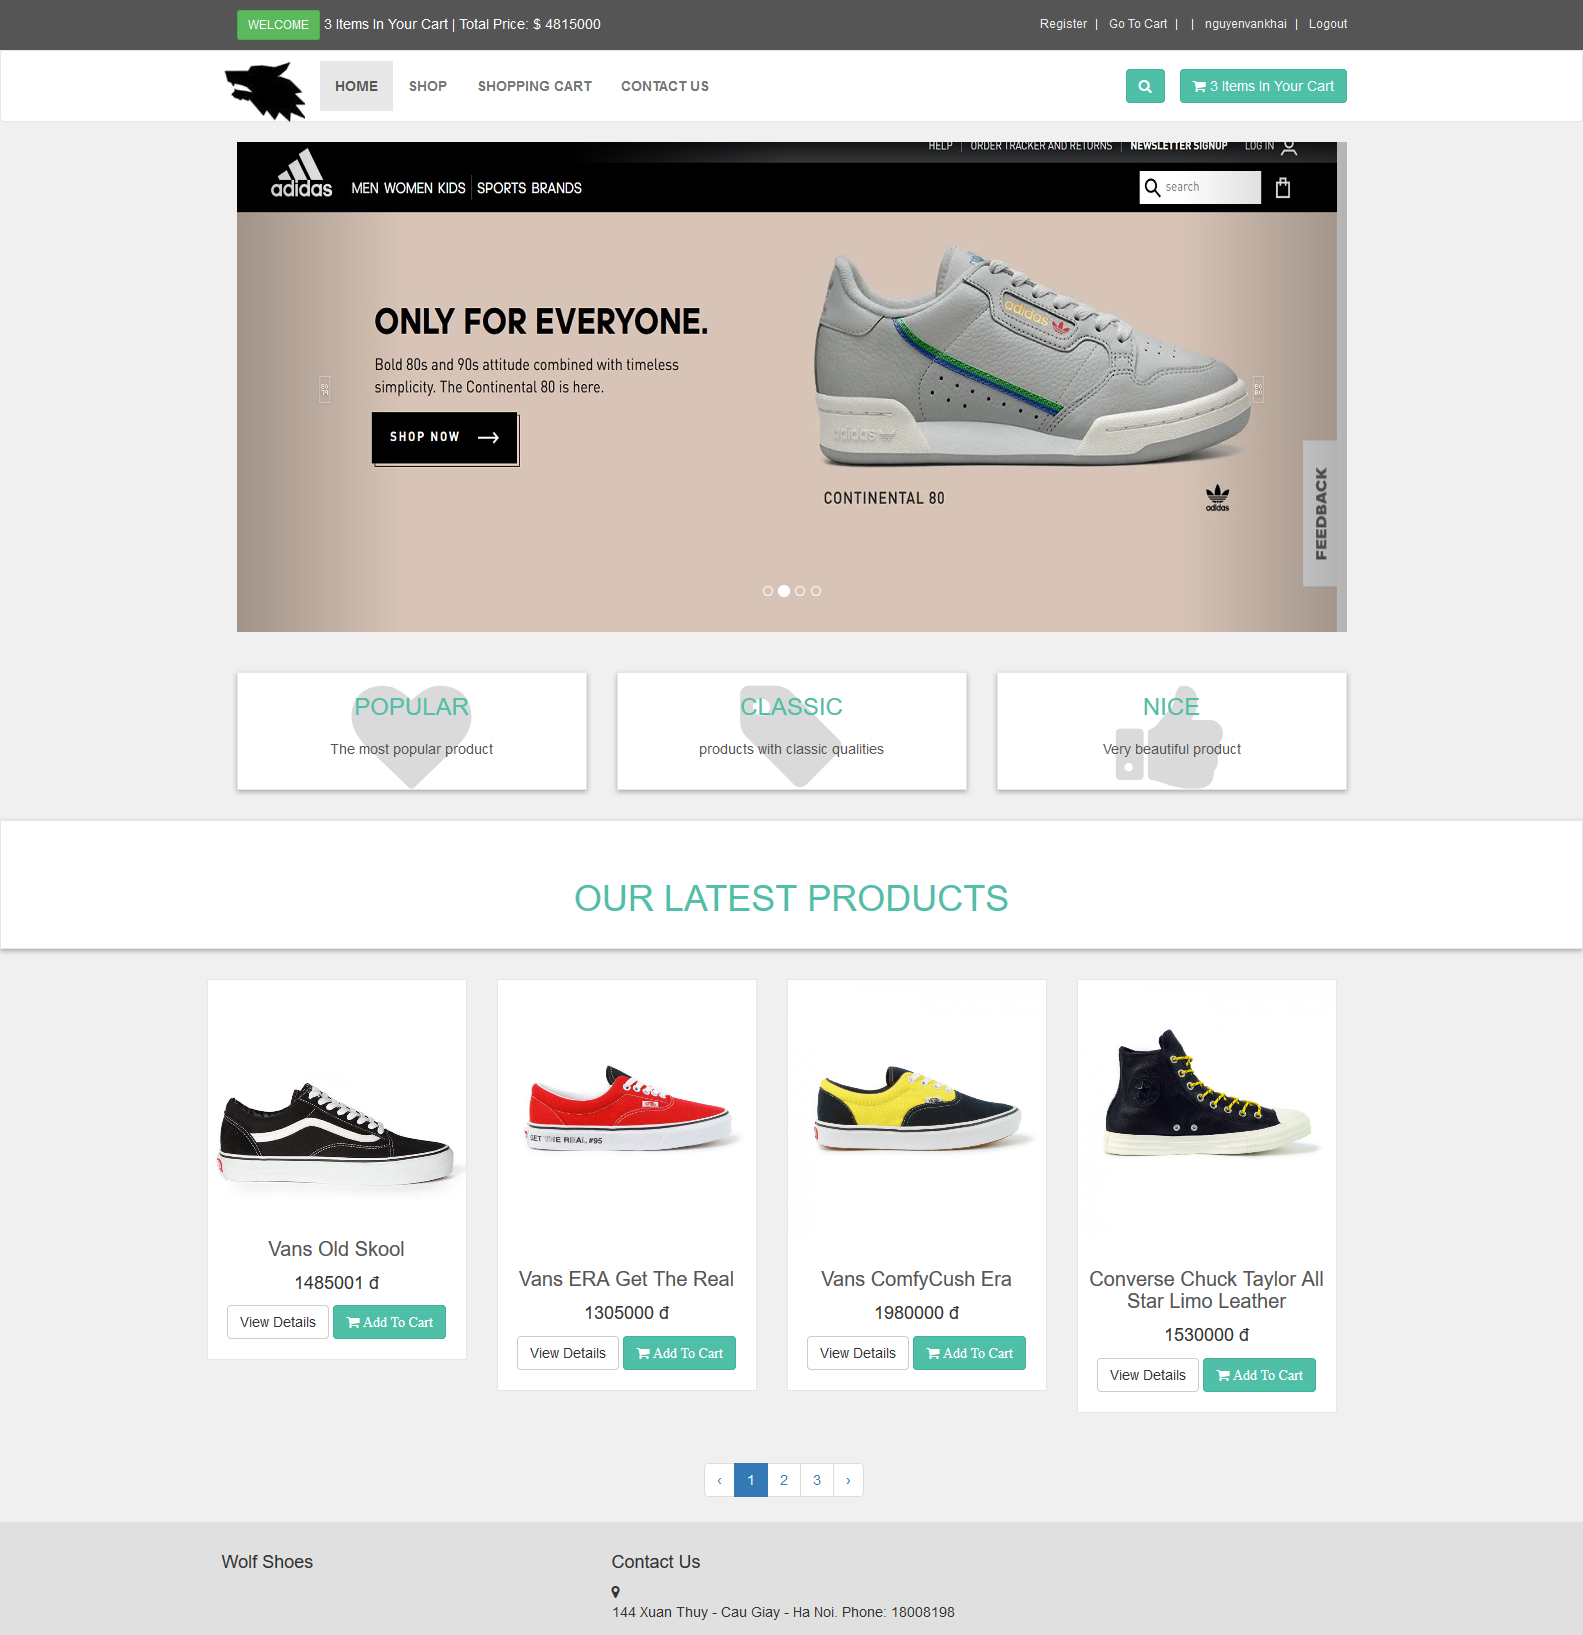 WELCOME 3 Items In Your Cart | Total Price: $ 4815000
Register | Go To Cart | | nguyenvankhai | Logout
HOME SHOP SHOPPING CART CONTACT US
3 Items In Your Cart
HELP ORDER TRACKER AND RETURNS NEWSLETTER SIGNUP LOG IN
adidas MEN WOMEN KIDS SPORTS BRANDS
search
ONLY FOR EVERYONE.
Bold 80s and 90s attitude combined with timeless
simplicity. The Continental 80 is here.
SHOP NOW
adidas
adidas
CONTINENTAL 80
adidas
FEEDBACK
POPULAR
The most popular product
CLASSIC
products with classic qualities
NICE
Very beautiful product
OUR LATEST PRODUCTS
Vans Old Skool
1485001 đ
View Details Add To Cart
GET THE REAL #95
Vans ERA Get The Real
1305000 đ
View Details Add To Cart
Vans ComfyCush Era
1980000 đ
View Details Add To Cart
Converse Chuck Taylor All
Star Limo Leather
1530000 đ
View Details Add To Cart
‹ 1 2 3 ›
Wolf Shoes
Contact Us
144 Xuan Thuy - Cau Giay - Ha Noi. Phone: 18008198